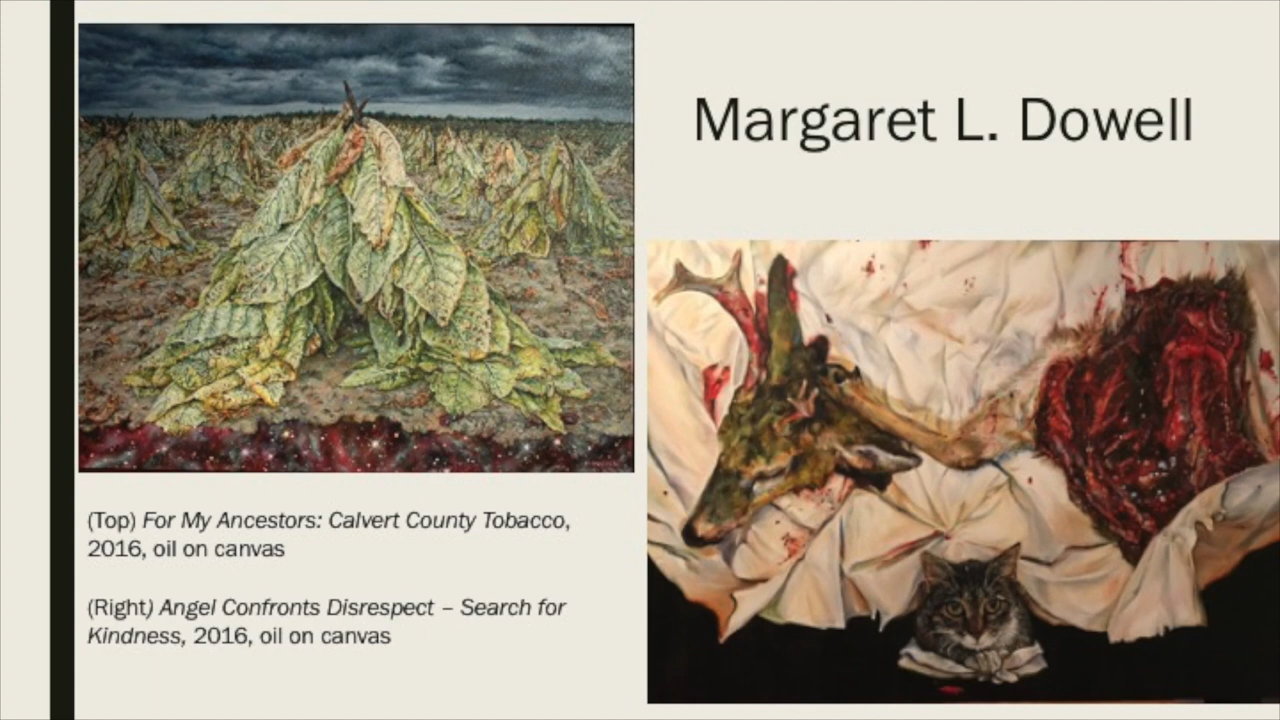 Margaret L. Dowell
(Top) For My Ancestors: Calvert County Tobacco,
2016, oil on canvas
(Right) Angel Confronts Disrespect – Search for
Kindness, 2016, oil on canvas